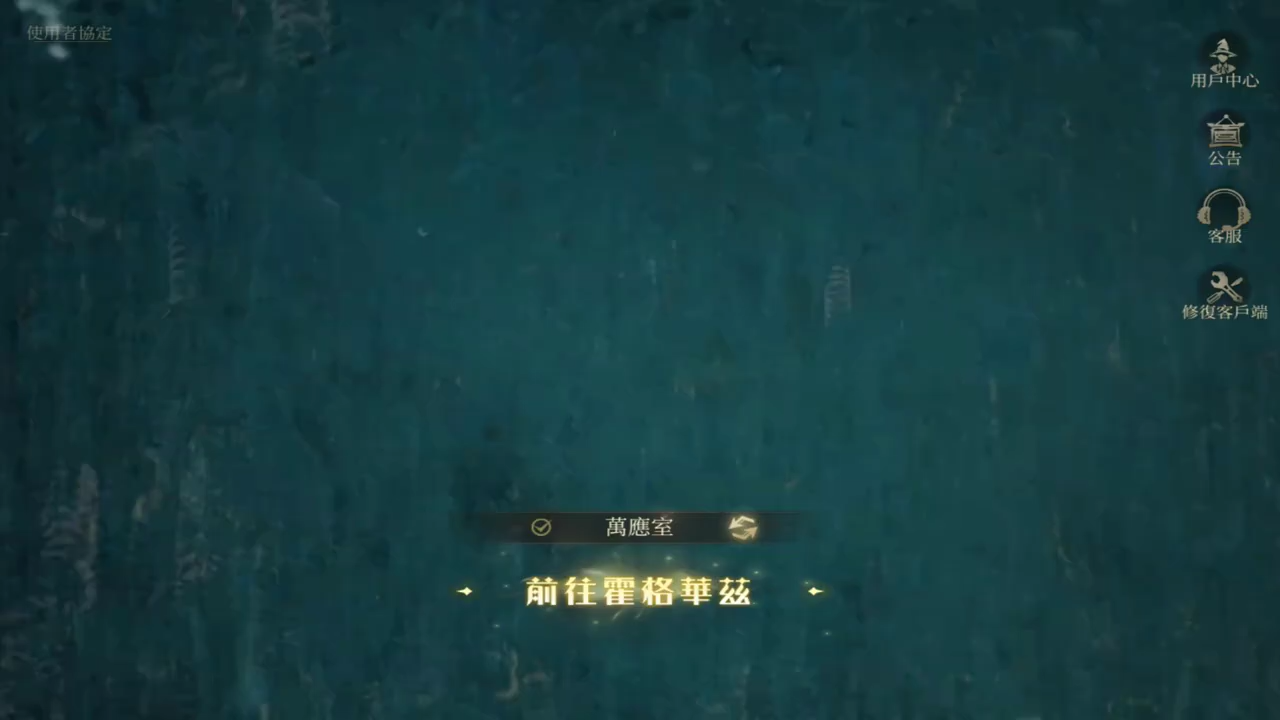 使用者協定
用戶中心
公告
客服
修復客戶端
萬應室
前往霍格華茲